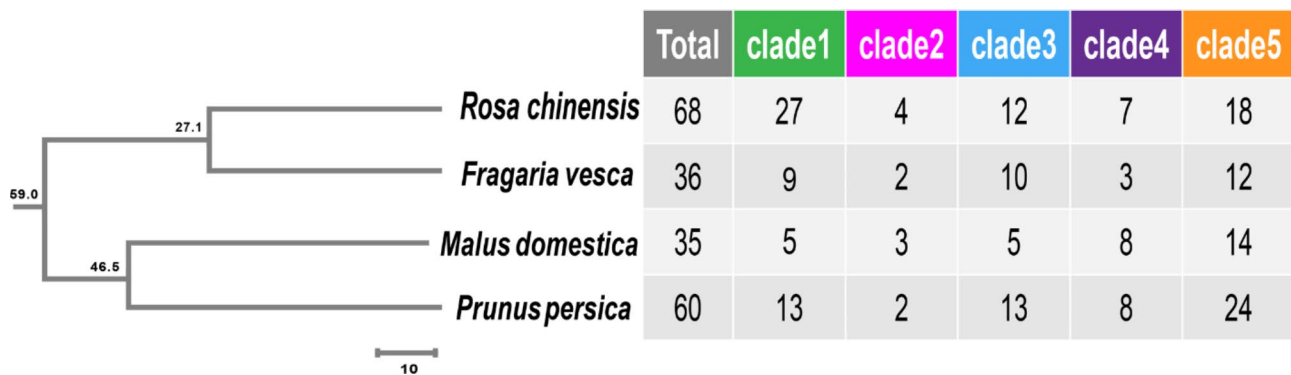 Total clade1 clade2 clade3 clade4 clade5
Rosa chinensis 68 27 4 12 7 18
27.1
Fragaria vesca 36 9 2 10 3 12
59.0
Malus domestica 35 5 3 5 8 14
46.5
Prunus persica 60 13 2 13 8 24
10